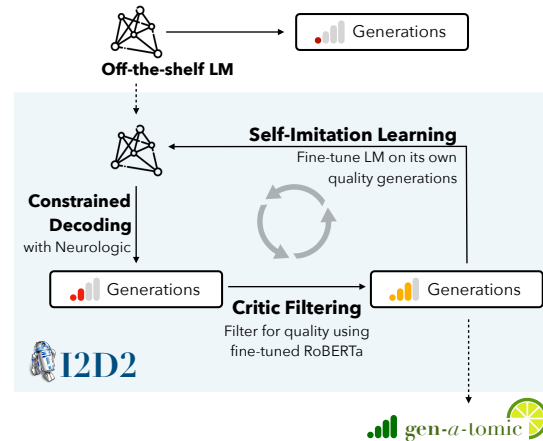 Generations
Off-the-shelf LM
Self-Imitation Learning
Fine-tune LM on its own
quality generations
Constrained
Decoding
with Neurologic
Generations
Generations
Critic Filtering
Filter for quality using
fine-tuned RoBERTa
I2D2
gen-a-tomic